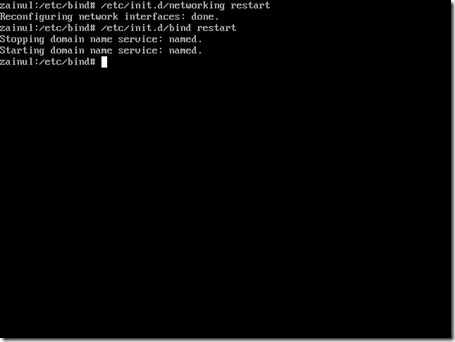 zainul:/etc/bind# /etc/init.d/networking restart
Reconfiguring network interfaces: done.
zainul:/etc/bind# /etc/init.d/bind restart
Stopping domain name service: named.
Starting domain name service: named.
zainul:/etc/bind#